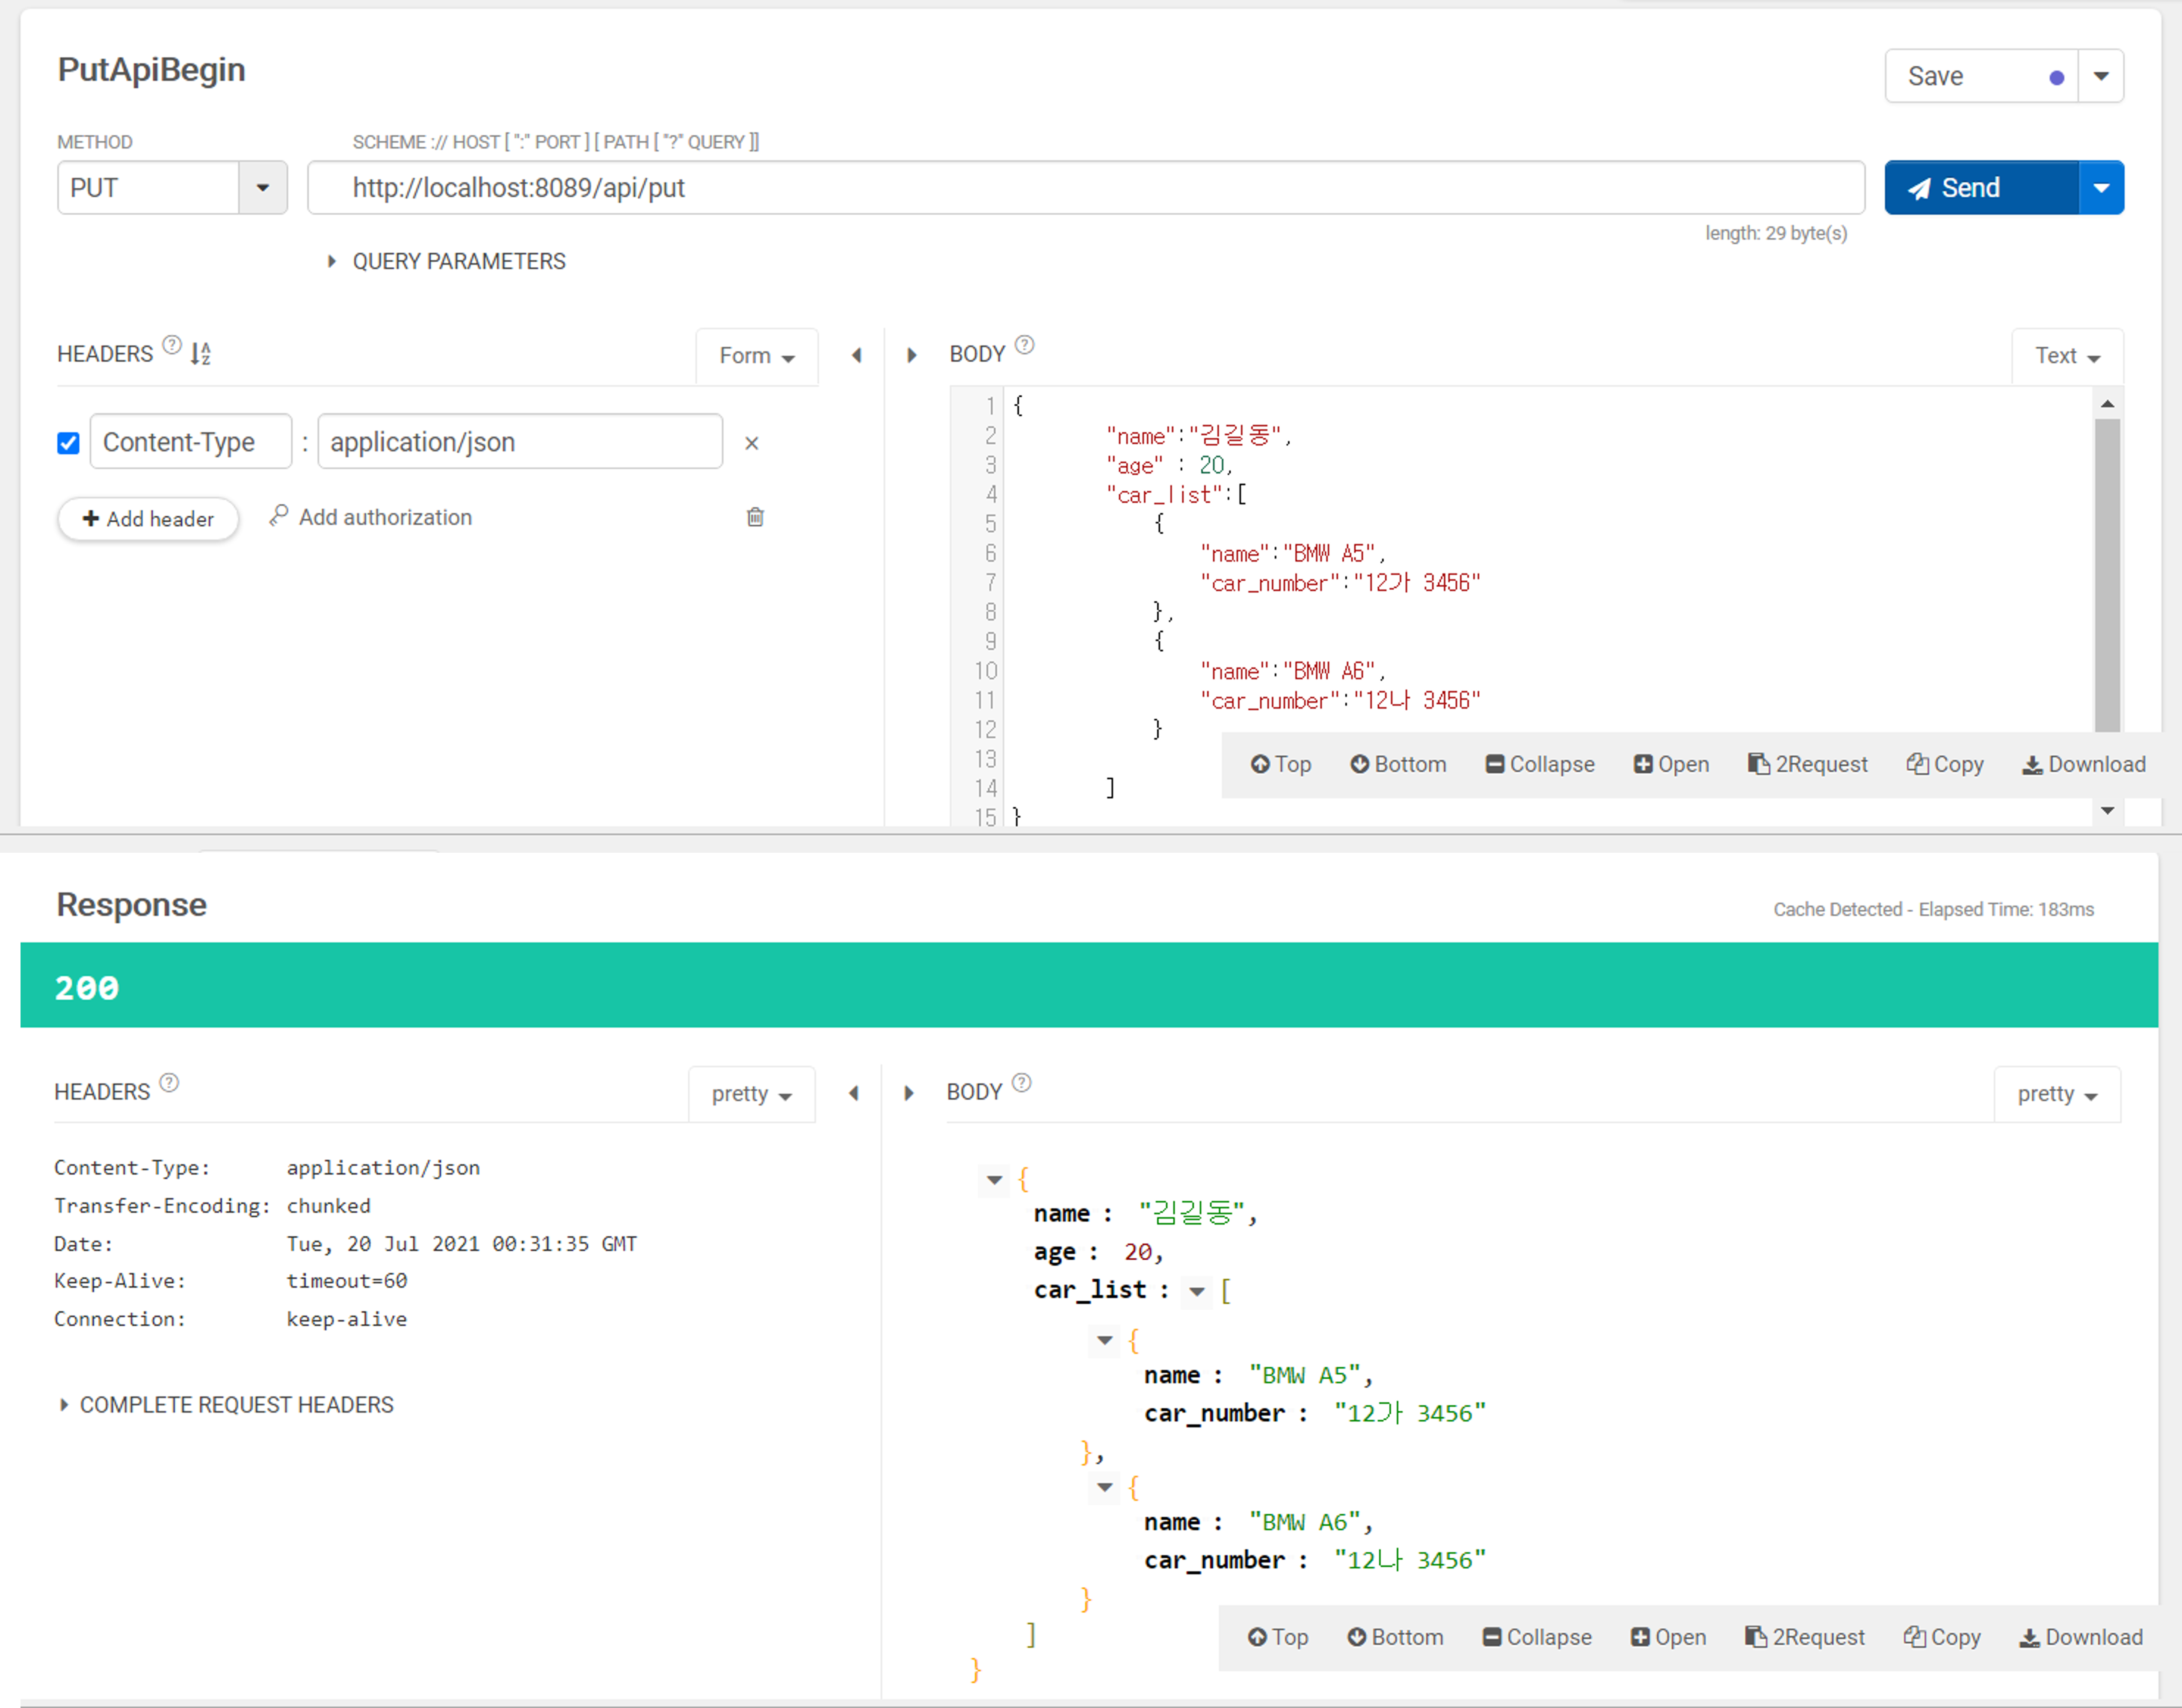 PutApiBegin
Save
METHOD
SCHEME :// HOST [ ":" PORT ] [ PATH [ "?" QUERY ]]
PUT
http://localhost:8089/api/put
Send
length: 29 byte(s)
QUERY PARAMETERS
HEADERS
Form
BODY
Text
Content-Type : application/json ×
Add header
Add authorization
1 {
2 "name":"김길동",
3 "age" : 20,
4 "car_list":[
5 {
6 "name":"BMW A5",
7 "car_number":"12가 3456"
8 },
9 {
10 "name":"BMW A6",
11 "car_number":"12나 3456"
12 }
13
14 ]
15 }
Top Bottom Collapse Open 2Request Copy Download
Response
Cache Detected - Elapsed Time: 183ms
200
HEADERS
pretty
BODY
pretty
Content-Type: application/json
Transfer-Encoding: chunked
Date: Tue, 20 Jul 2021 00:31:35 GMT
Keep-Alive: timeout=60
Connection: keep-alive
COMPLETE REQUEST HEADERS
{
name : "김길동",
age : 20,
car_list : [
{
name : "BMW A5",
car_number : "12가 3456"
},
{
name : "BMW A6",
car_number : "12나 3456"
}
]
}
Top Bottom Collapse Open 2Request Copy Download